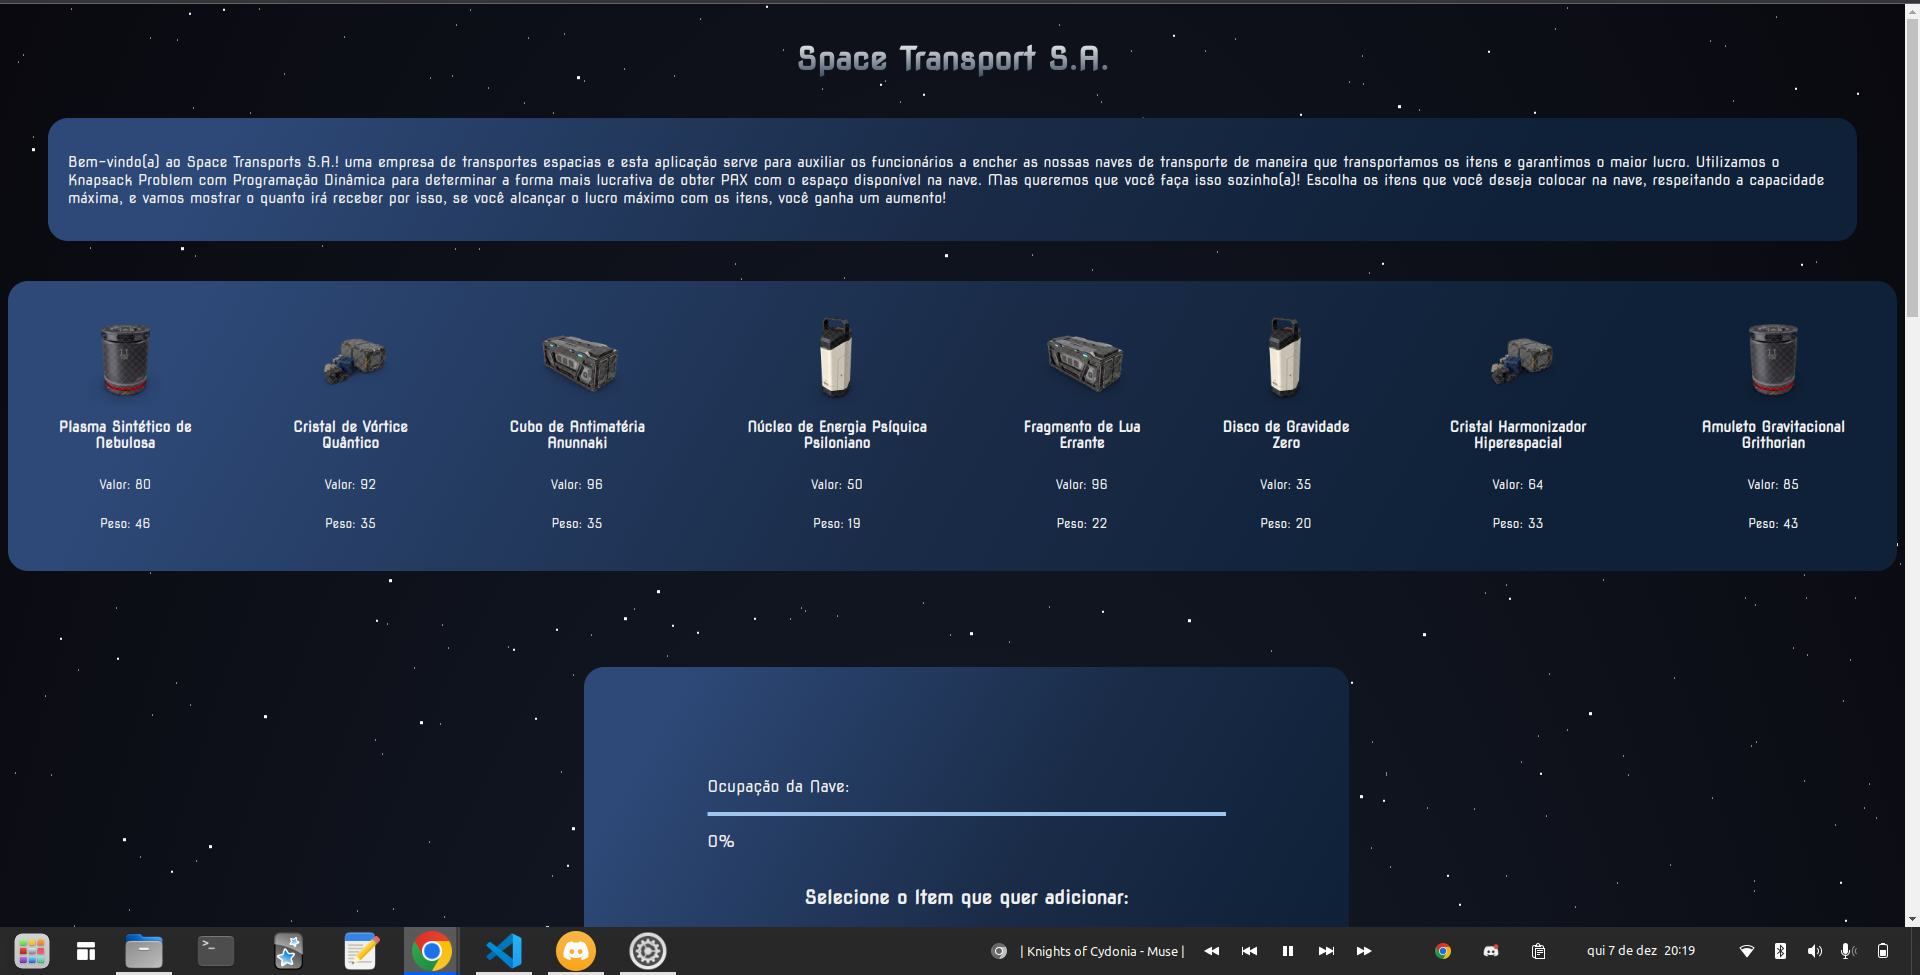 Space Transport S.A.
Bem-vindo(a) ao Space Transports S.A.! uma empresa de transportes espacias e esta aplicação serve para auxiliar os funcionários a encher as nossas naves de transporte de maneira que transportamos os itens e garantimos o maior lucro. Utilizamos o
Knapsack Problem com Programação Dinâmica para determinar a forma mais lucrativa de obter PAX com o espaço disponível na nave. Mas queremos que você faça isso sozinho(a)! Escolha os itens que você deseja colocar na nave, respeitando a capacidade
máxima, e vamos mostrar o quanto irá receber por isso, se você alcançar o lucro máximo com os itens, você ganha um aumento!
Plasma Sintético de
Nebulosa
Valor: 80
Peso: 46
Cristal de Vórtice
Quântico
Valor: 92
Peso: 35
Cubo de Antimatéria
Anunnaki
Valor: 96
Peso: 35
Núcleo de Energia Psíquica
Psiloniano
Valor: 50
Peso: 19
Fragmento de Lua
Errante
Valor: 96
Peso: 22
Disco de Gravidade
Zero
Valor: 35
Peso: 20
Cristal Harmonizador
Hiperespacial
Valor: 64
Peso: 33
Amuleto Gravitacional
Grithorian
Valor: 85
Peso: 43
Ocupação da Nave:
0%
Selecione o Item que quer adicionar:
| Knights of Cydonia - Muse |
qui 7 de dez 20:19